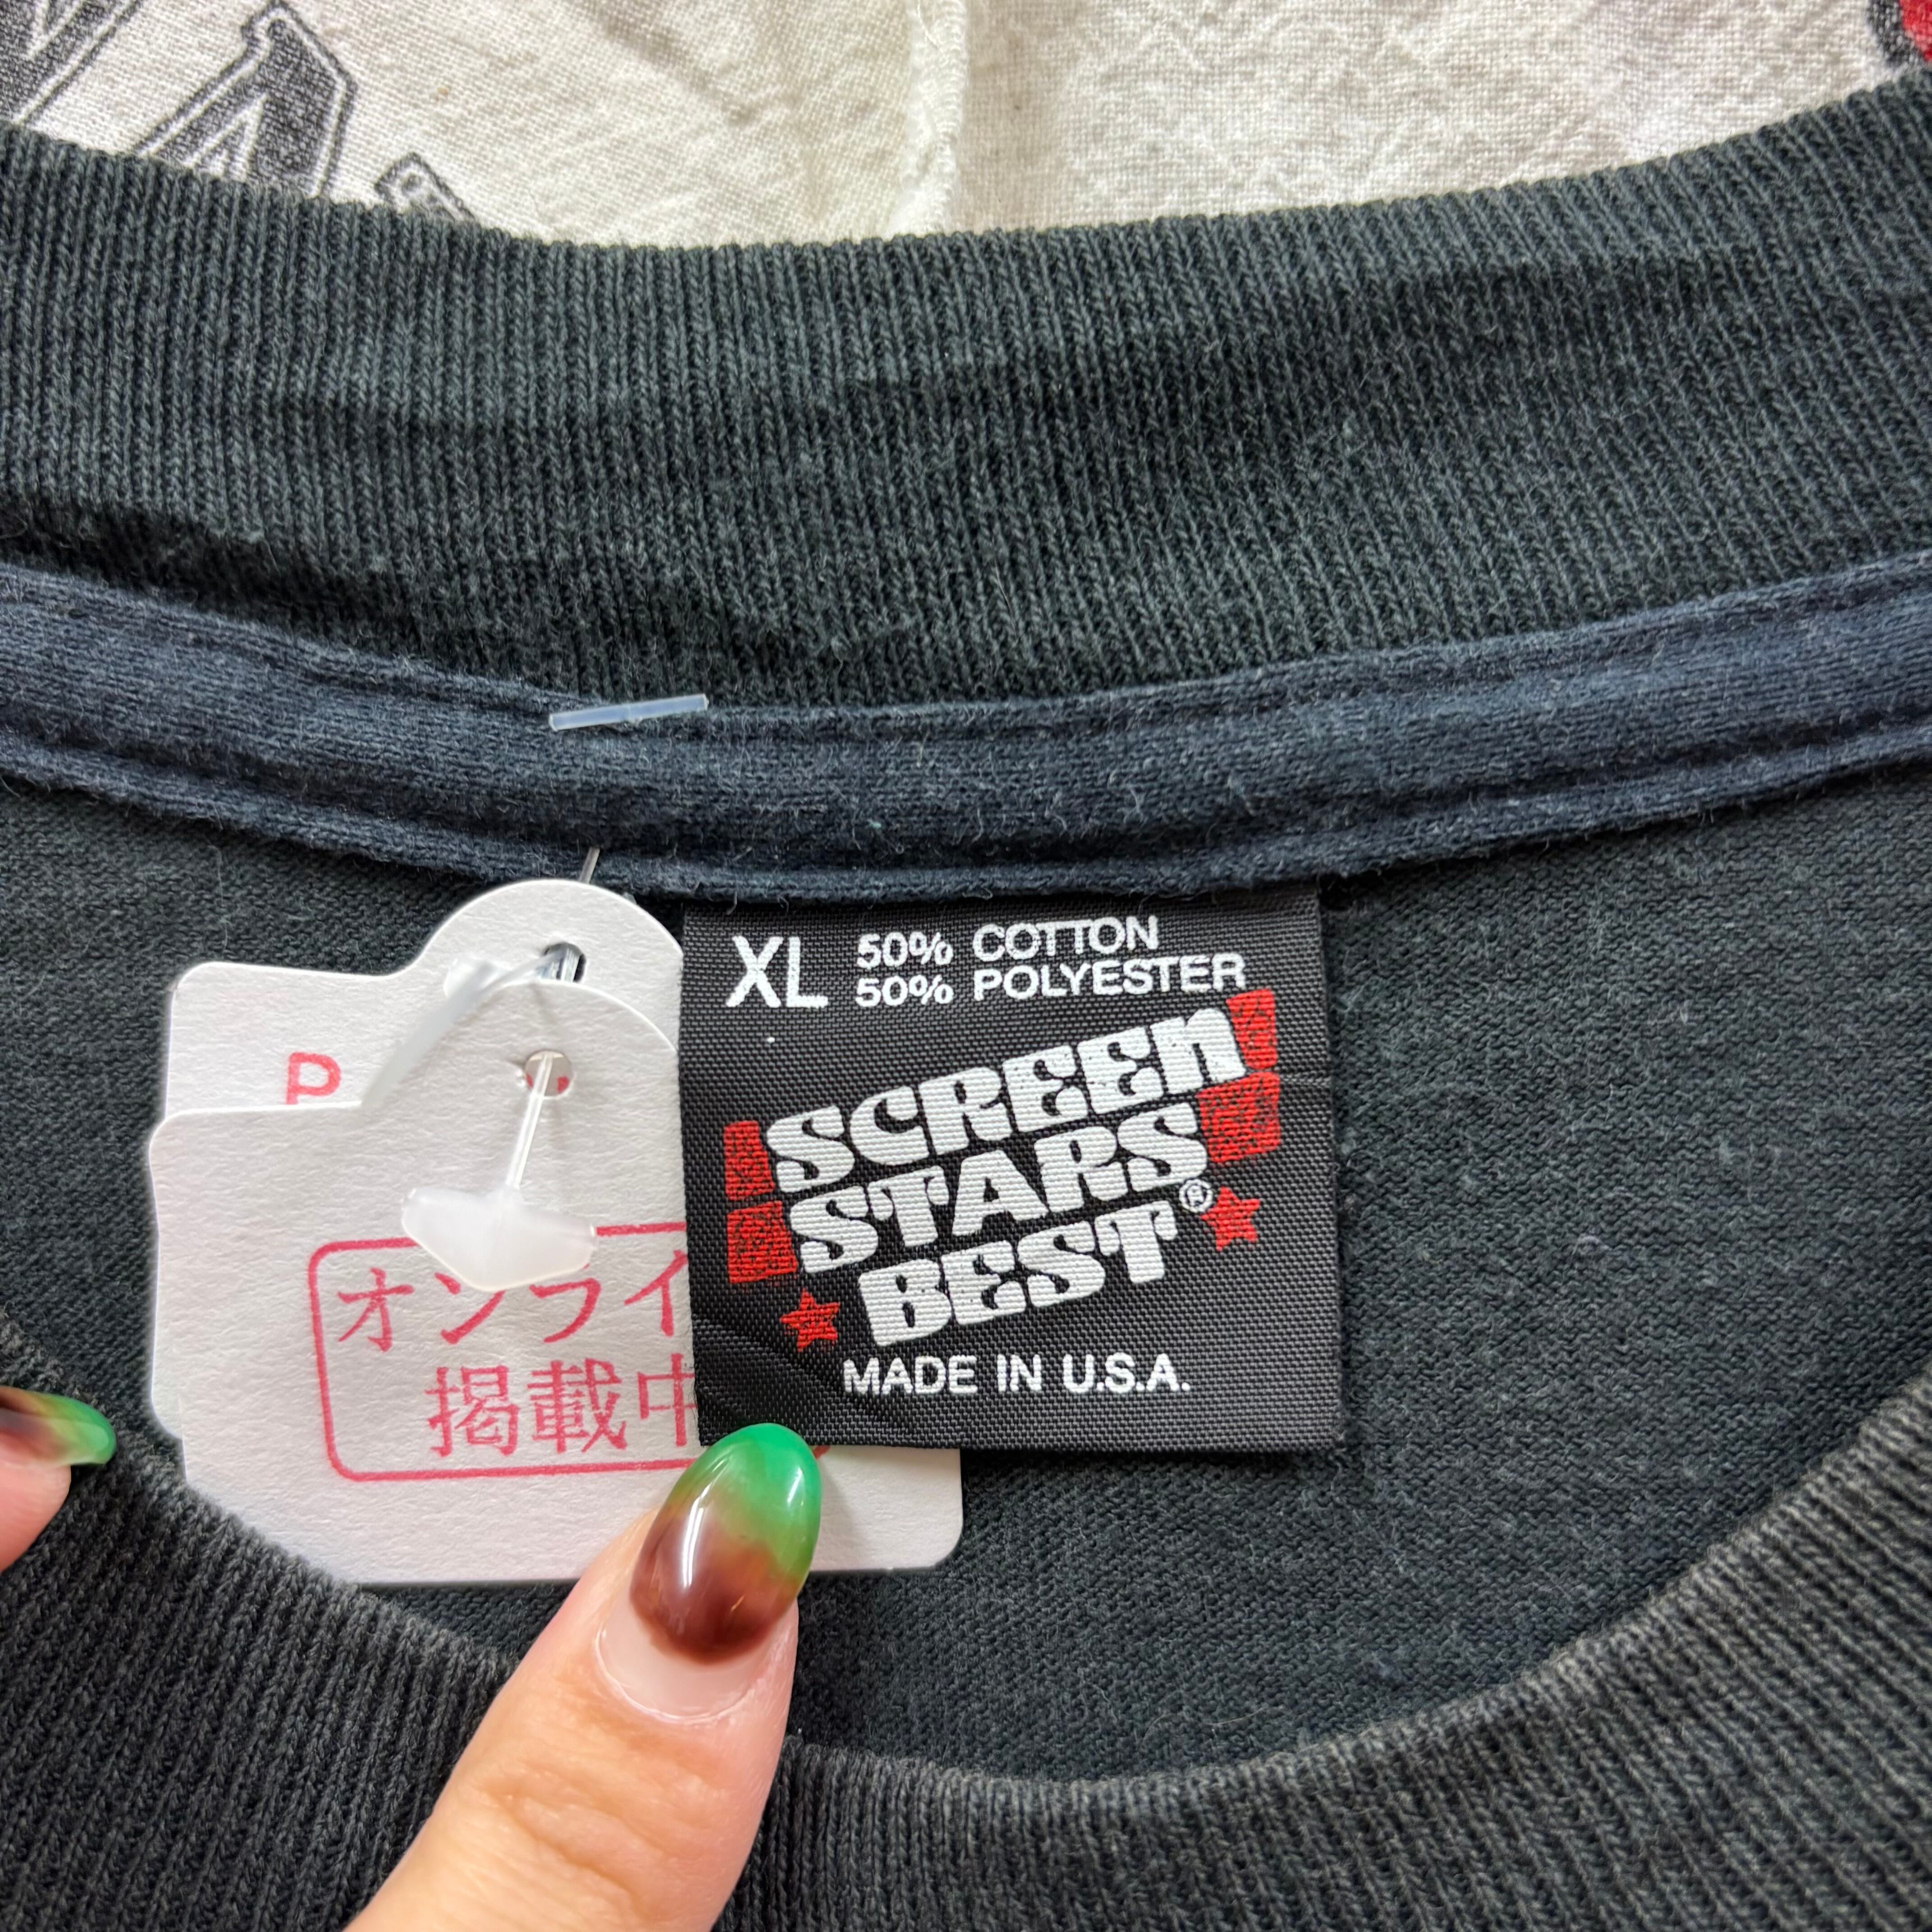 XL
50% COTTON
50% POLYESTER
SCREEN
STARS
BEST®
MADE IN U.S.A.
P
オンライ
掲載中